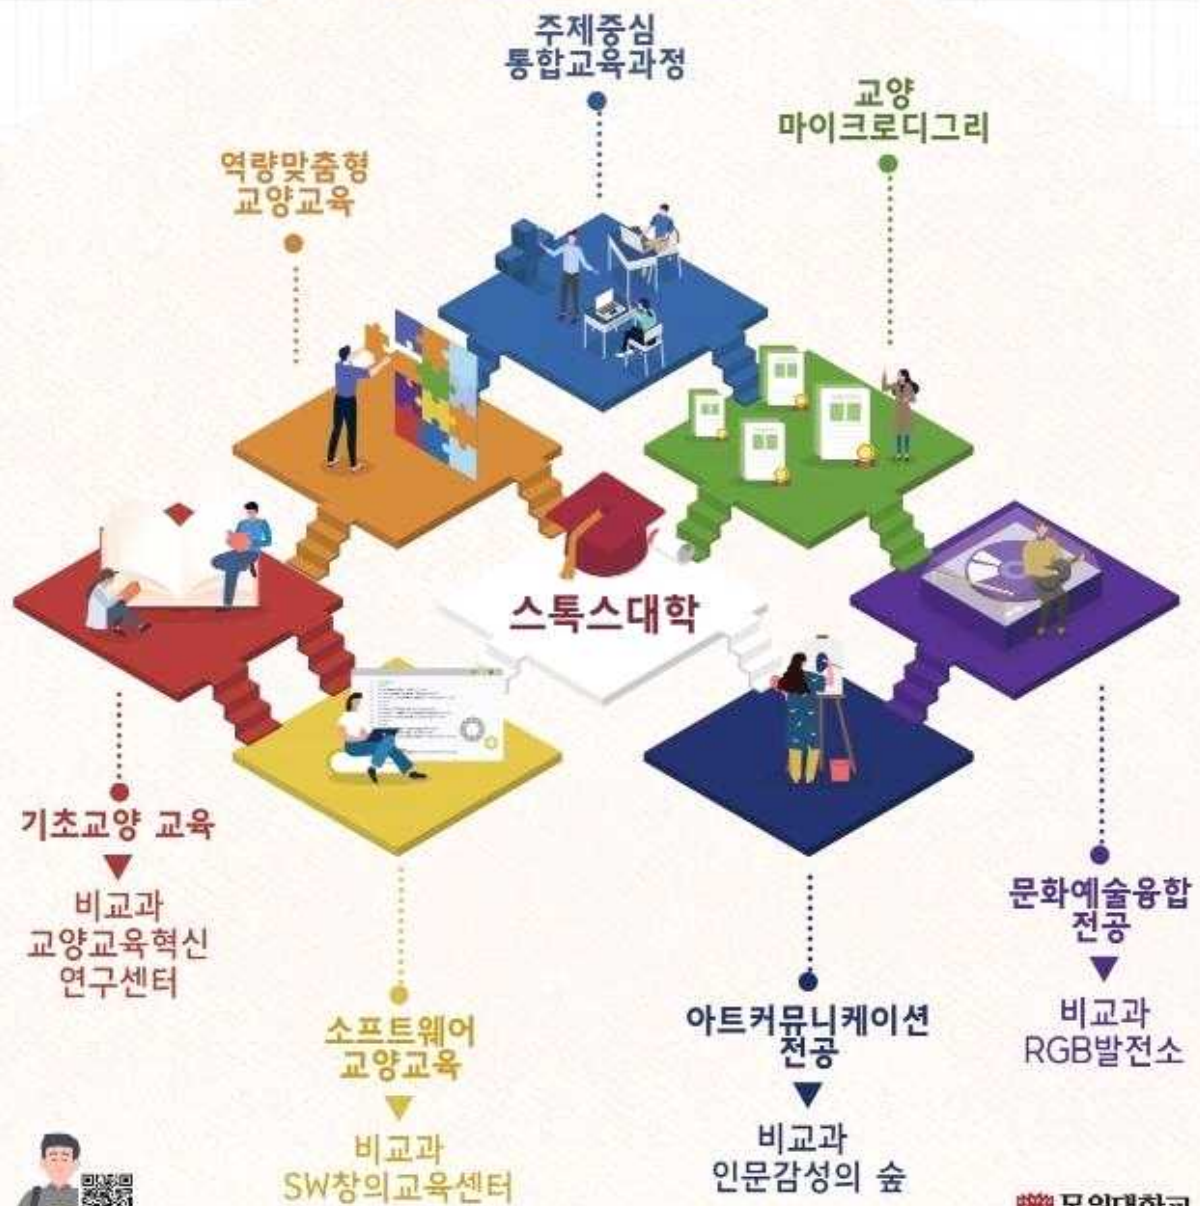 주제중심
통합교육과정
교양
마이크로디그리
역량맞춤형
교양교육
스톡스대학
기초교양 교육
비교과
교양교육혁신
연구센터
문화예술융합
전공
비교과
RGB발전소
소프트웨어
교양교육
비교과
SW창의교육센터
아트커뮤니케이션
전공
비교과
인문감성의 숲
목원대학교